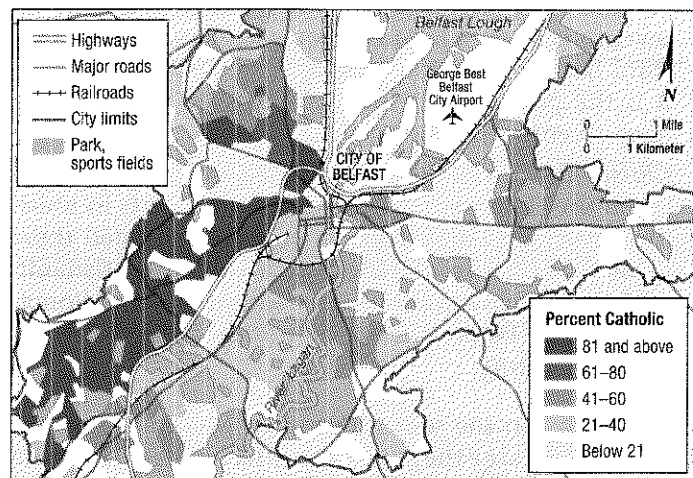 Highways
Major roads
Railroads
City limits
Park,
sports fields
Belfast Lough
George Best
Belfast
City Airport
N
0 1 Mile
0 1 Kilometer
CITY OF
BELFAST
River Lagan
Percent Catholic
81 and above
61–80
41–60
21–40
Below 21